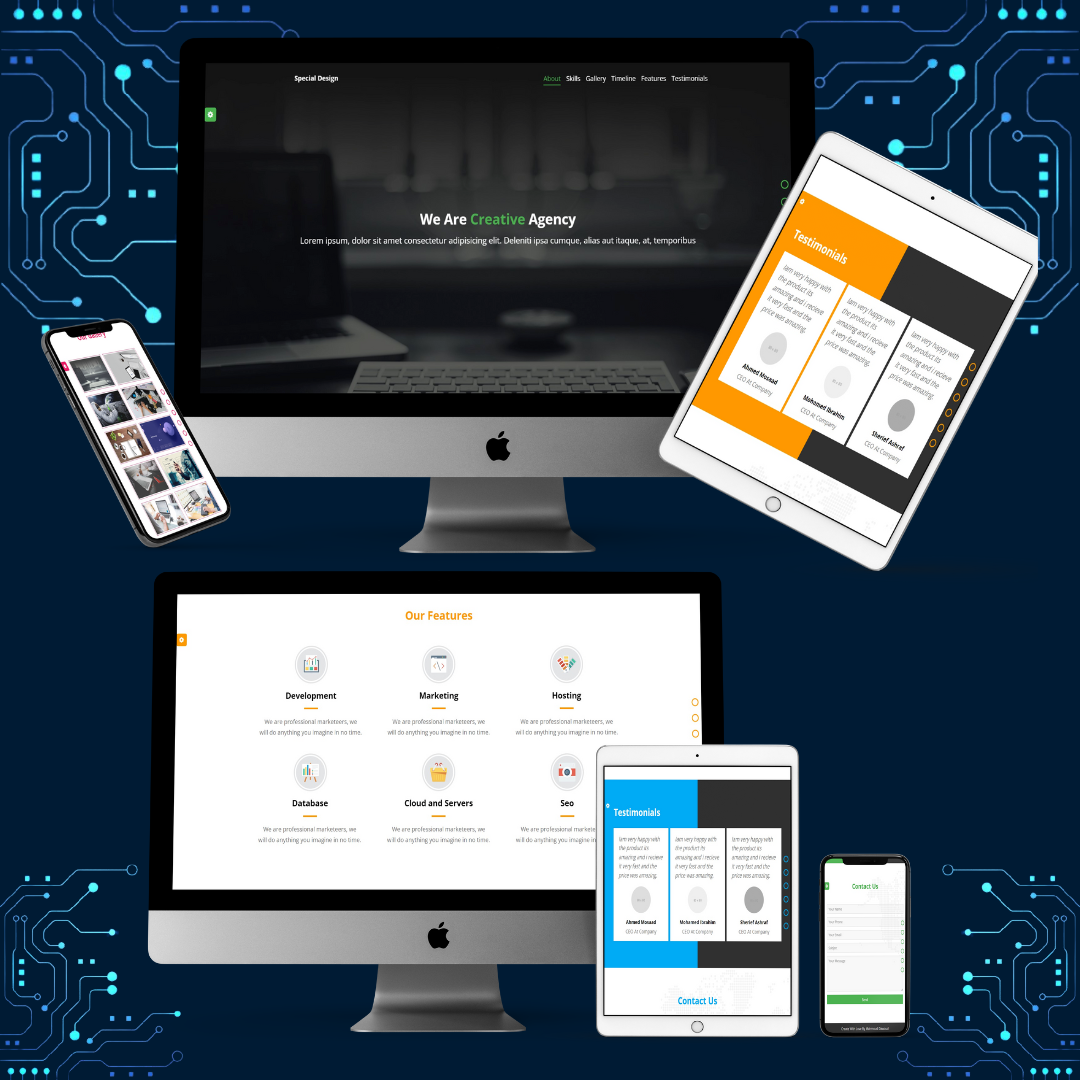 Special Design
About Skills Gallery Timeline Features Testimonials
We Are Creative Agency
Lorem ipsum, dolor sit amet consectetur adipisicing elit. Deleniti ipsa cumque, alias aut itaque, at, temporibus
Our Gallery
Testimonials
Iam very happy with
the product its
amazing and i recieve
it very fast and the
price was amazing.
Ahmed Mosaad
CEO At Company
Iam very happy with
the product its
amazing and i recieve
it very fast and the
price was amazing.
Mohamed Ibrahim
CEO At Company
Iam very happy with
the product its
amazing and i recieve
it very fast and the
price was amazing.
Sherief Ashraf
CEO At Company
Our Features
Development
We are professional marketeers, we
will do anything you imagine in no time.
Marketing
We are professional marketeers, we
will do anything you imagine in no time.
Hosting
We are professional marketeers, we
will do anything you imagine in no time.
Database
We are professional marketeers, we
will do anything you imagine in no time.
Cloud and Servers
We are professional marketeers, we
will do anything you imagine in no time.
Seo
We are professional
will do anything you
Testimonials
Iam very happy with
the product its
amazing and i recieve
it very fast and the
price was amazing.
Ahmed Mosaad
CEO At Company
Iam very happy with
the product its
amazing and i recieve
it very fast and the
price was amazing.
Mohamed Ibrahim
CEO At Company
Iam very happy with
the product its
amazing and i recieve
it very fast and the
price was amazing.
Sherief Ashraf
CEO At Company
Contact Us
Contact Us
Your Name
Your Phone
Your Email
Your Message
Send